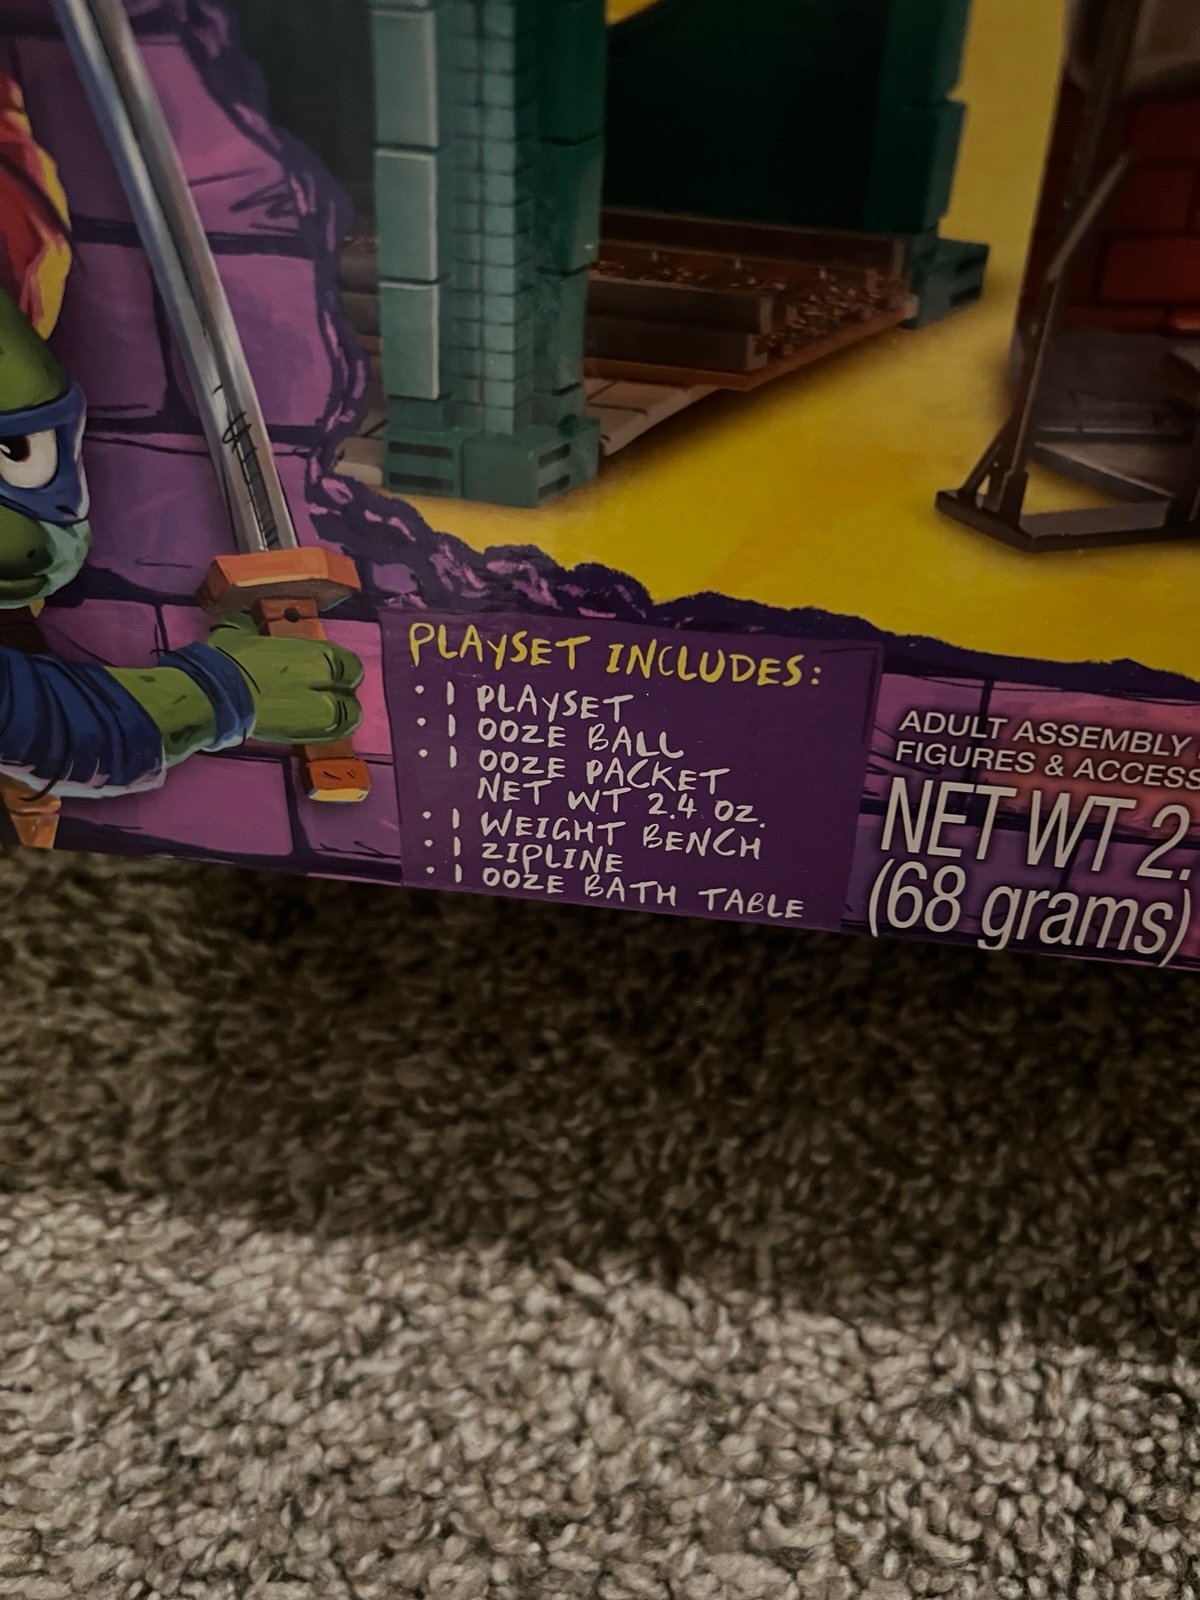 PLAYSET INCLUDES:
• 1 PLAYSET
• 1 OOZE BALL
• 1 OOZE PACKET
NET WT 2.4 OZ.
• 1 WEIGHT BENCH
• 1 ZIPLINE
• 1 OOZE BATH TABLE
ADULT ASSEMBLY
FIGURES & ACCESS
NET WT 2.
(68 grams)